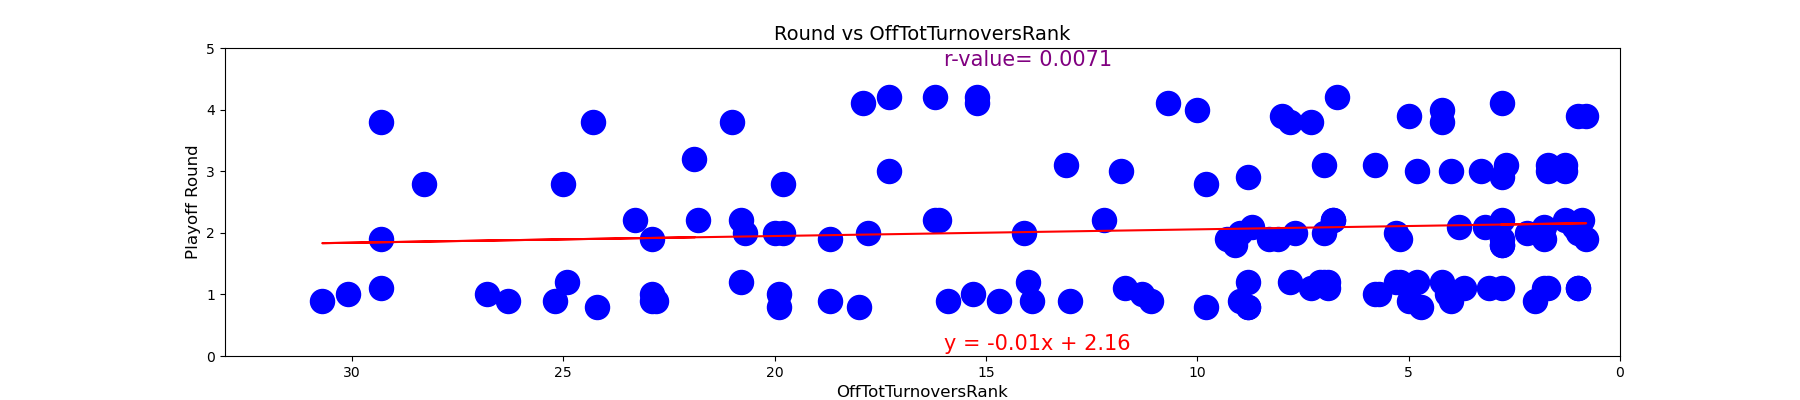 Round vs OffTotTurnoversRank
r-value= 0.0071
5
4
3
2
1
0
Playoff Round
y = -0.01x + 2.16
30 25 20 15 10 5 0
OffTotTurnoversRank